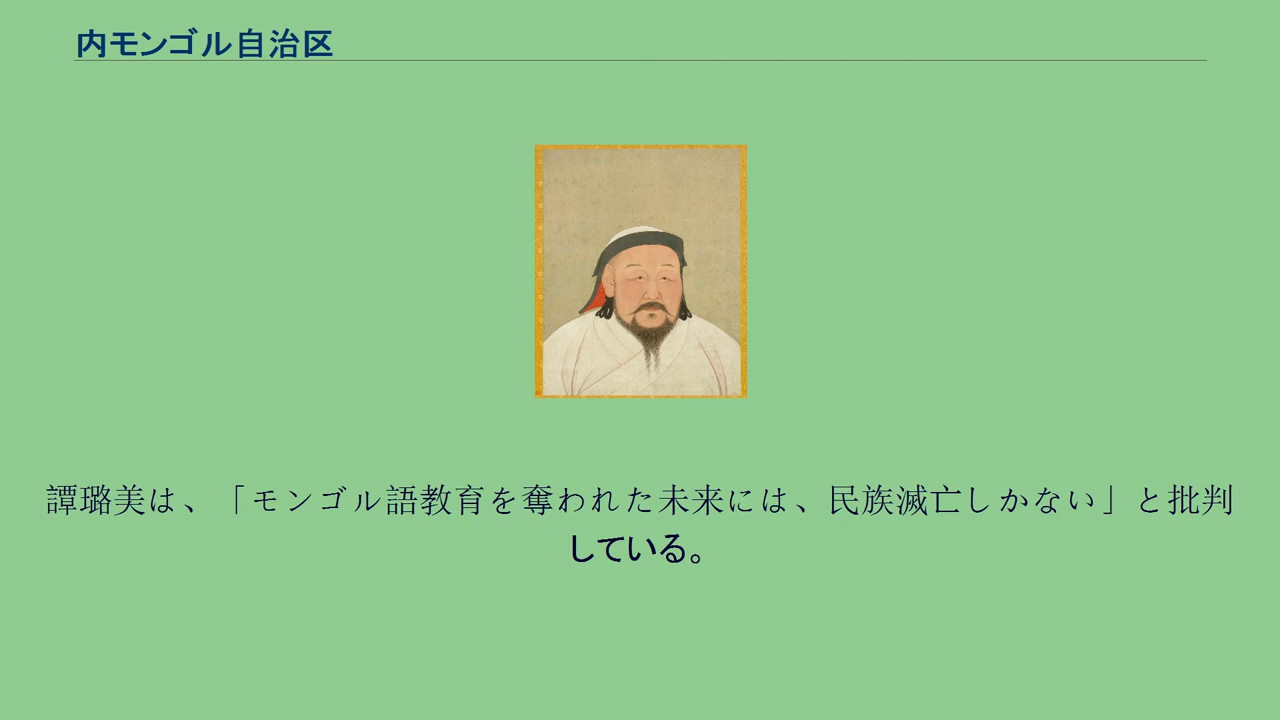 内モンゴル自治区
譚璐美は、「モンゴル語教育を奪われた未来には、民族滅亡しかない」と批判
している。